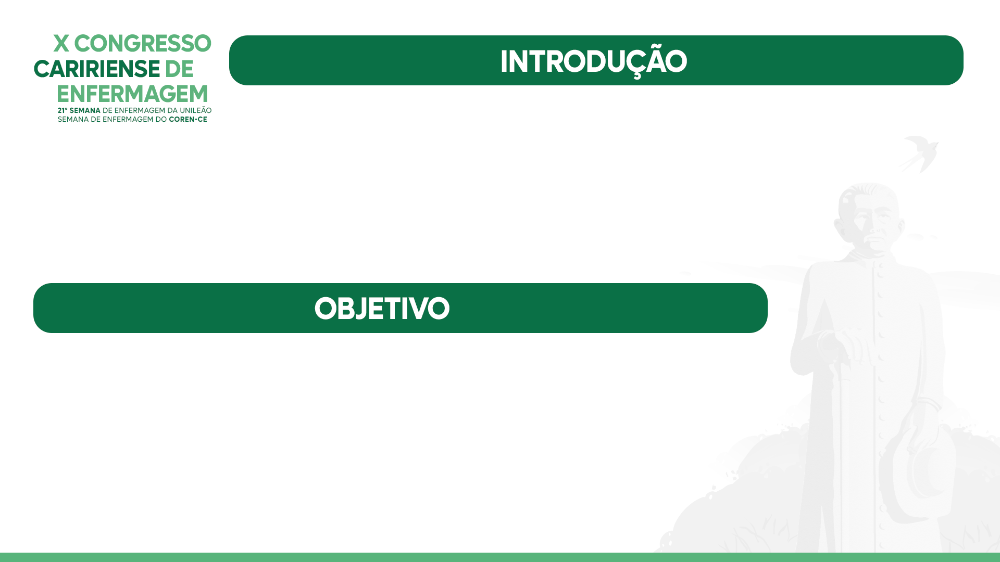 X CONGRESSO
CARIRIENSE DE
ENFERMAGEM
21ª SEMANA DE ENFERMAGEM DA UNILEÃO
SEMANA DE ENFERMAGEM DO COREN-CE
INTRODUÇÃO
OBJETIVO